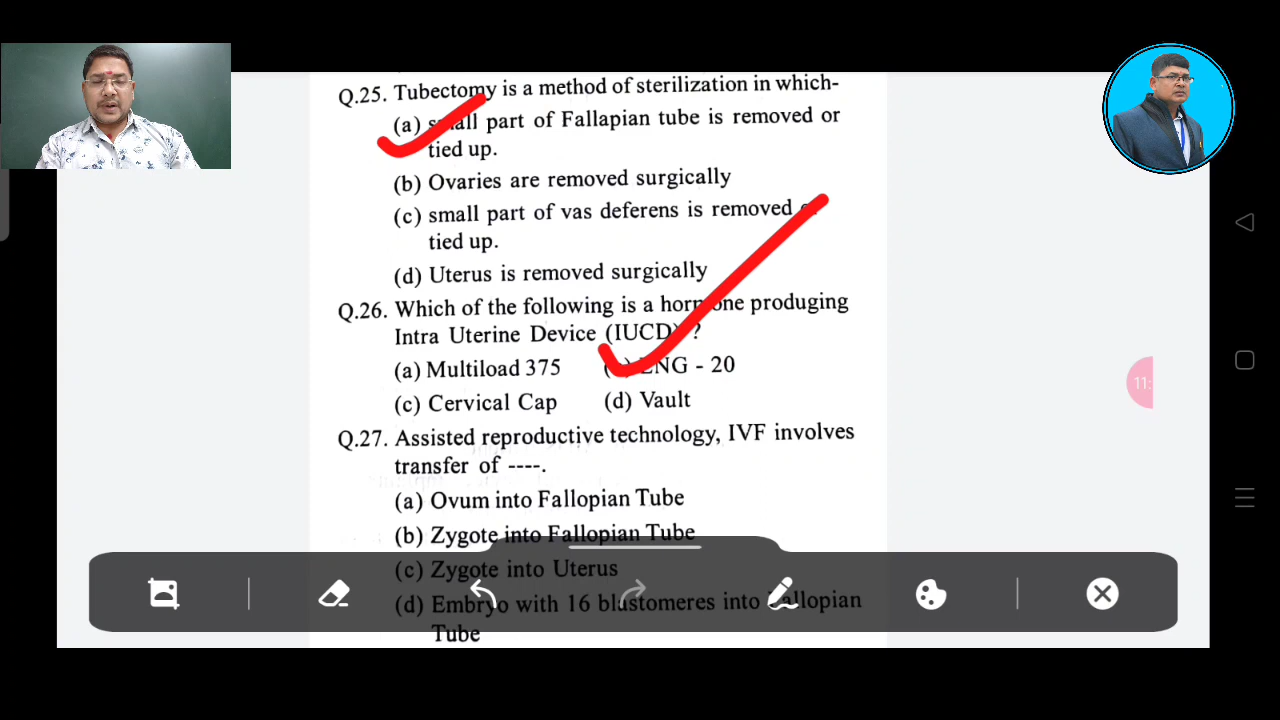 Q.25. Tubectomy is a method of sterilization in which-
(a) small part of Fallapian tube is removed or
tied up.
(b) Ovaries are removed surgically
(c) small part of vas deferens is removed or
tied up.
(d) Uterus is removed surgically
Q.26. Which of the following is a hormone produging
Intra Uterine Device (IUCD) ?
(a) Multiload 375 (b) LNG - 20
(c) Cervical Cap (d) Vault
11:
Q.27. Assisted reproductive technology, IVF involves
transfer of ----.
(a) Ovum into Fallopian Tube
(b) Zygote into Fallopian Tube
(c) Zygote into Uterus
(d) Embryo with 16 blastomeres into Fallopian
Tube